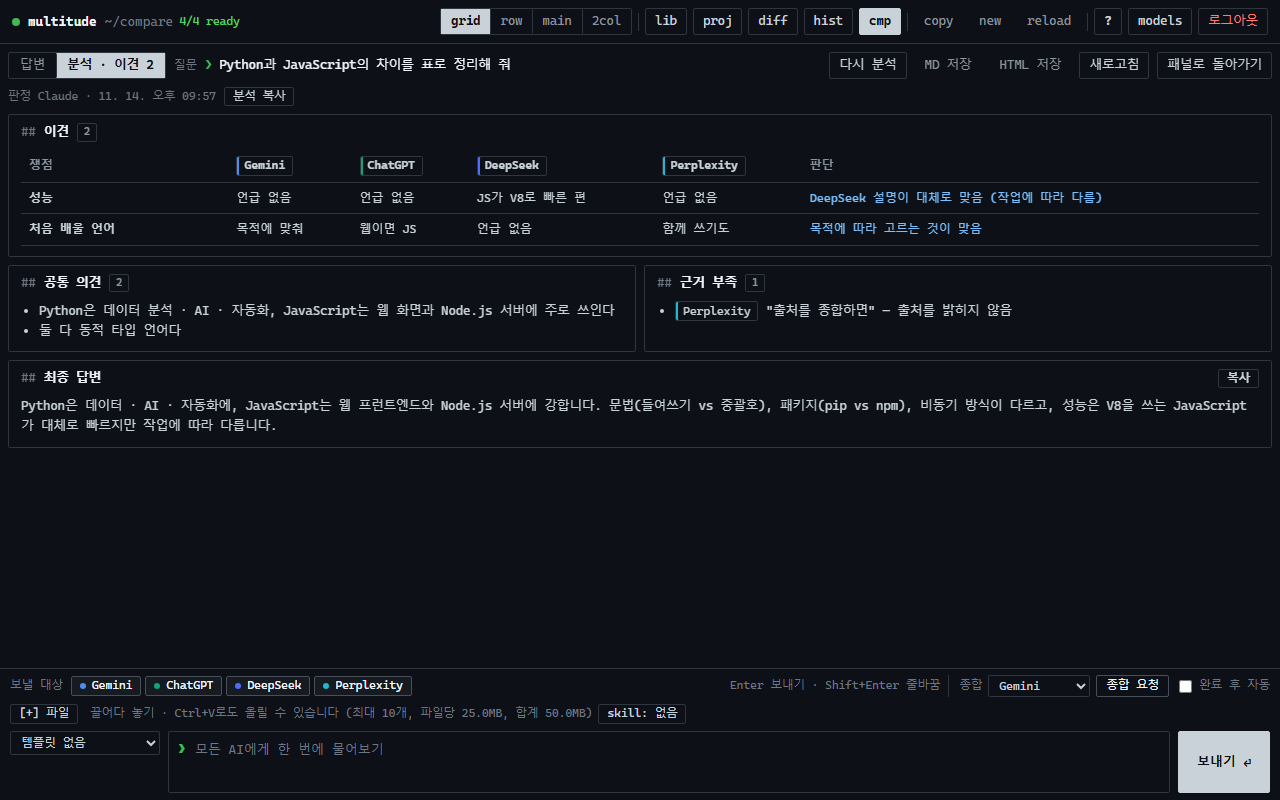 multitude ~/compare 4/4 ready grid row main 2col lib proj diff hist cmp copy new reload ? models 로그아웃
답변 분석 · 이견 2 질문 ❯ Python과 JavaScript의 차이를 표로 정리해 줘 다시 분석 MD 저장 HTML 저장 새로고침 패널로 돌아가기
판정 Claude · 11. 14. 오후 09:57 분석 복사
## 이견 2
쟁점 Gemini ChatGPT DeepSeek Perplexity 판단
성능 언급 없음 언급 없음 JS가 V8로 빠른 편 언급 없음 DeepSeek 설명이 대체로 맞음 (작업에 따라 다름)
처음 배울 언어 목적에 맞춰 웹이면 JS 언급 없음 함께 쓰기도 목적에 따라 고르는 것이 맞음
## 공통 의견 2
• Python은 데이터 분석 · AI · 자동화, JavaScript는 웹 화면과 Node.js 서버에 주로 쓰인다
• 둘 다 동적 타입 언어다
## 근거 부족 1
• Perplexity "출처를 종합하면" — 출처를 밝히지 않음
## 최종 답변 복사
Python은 데이터 · AI · 자동화에, JavaScript는 웹 프런트엔드와 Node.js 서버에 강합니다. 문법(들여쓰기 vs 중괄호), 패키지(pip vs npm), 비동기 방식이 다르고, 성능은 V8을 쓰는 JavaScript
가 대체로 빠르지만 작업에 따라 다릅니다.
보낼 대상 Gemini ChatGPT DeepSeek Perplexity Enter 보내기 · Shift+Enter 줄바꿈 종합 Gemini 종합 요청 완료 후 자동
[+] 파일 끌어다 놓기 · Ctrl+V로도 올릴 수 있습니다 (최대 10개, 파일당 25.0MB, 합계 50.0MB) skill: 없음
템플릿 없음 ❯ 모든 AI에게 한 번에 물어보기 보내기 ↵